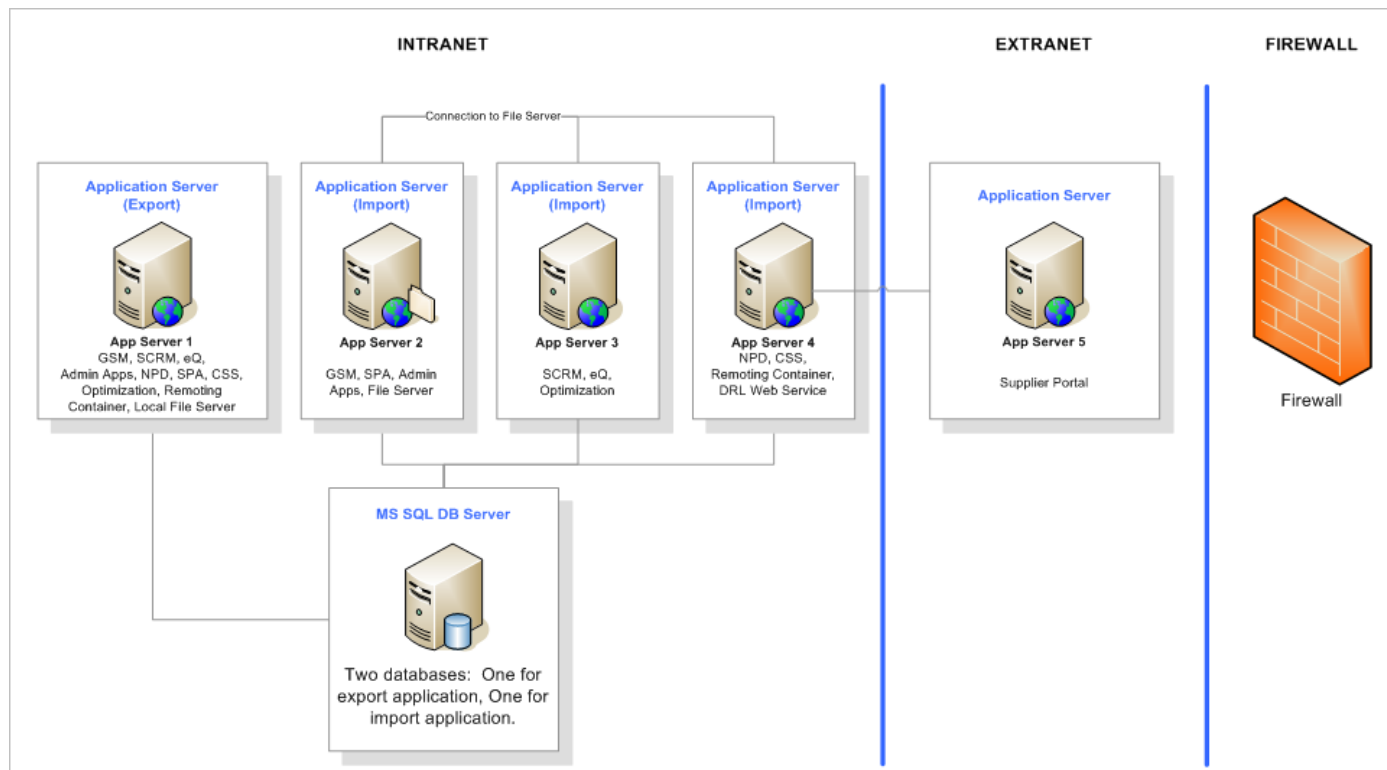 INTRANET
EXTRANET
FIREWALL
Connection to File Server
Application Server
(Export)
App Server 1
GSM, SCRM, eQ,
Admin Apps, NPD, SPA, CSS,
Optimization, Remoting
Container, Local File Server
Application Server
(Import)
App Server 2
GSM, SPA, Admin
Apps, File Server
Application Server
(Import)
App Server 3
SCRM, eQ,
Optimization
Application Server
(Import)
App Server 4
NPD, CSS,
Remoting Container,
DRL Web Service
Application Server
App Server 5
Supplier Portal
Firewall
MS SQL DB Server
Two databases: One for
export application, One for
import application.